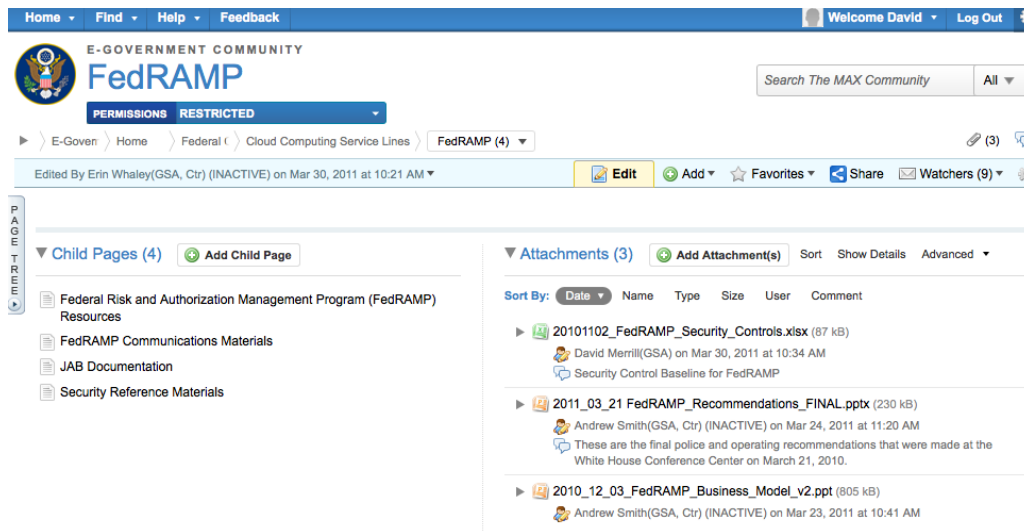 Home Find Help Feedback Welcome David Log Out
E-GOVERNMENT COMMUNITY
FedRAMP
Search The MAX Community All
PERMISSIONS RESTRICTED
E-Govern Home Federal Cloud Computing Service Lines FedRAMP (4) (3)
Edited By Erin Whaley(GSA, Ctr) (INACTIVE) on Mar 30, 2011 at 10:21 AM Edit Add Favorites Share Watchers (9)
PAGE TREE
Child Pages (4) Add Child Page
Federal Risk and Authorization Management Program (FedRAMP)
Resources
FedRAMP Communications Materials
JAB Documentation
Security Reference Materials
Attachments (3) Add Attachment(s) Sort Show Details Advanced
Sort By: Date Name Type Size User Comment
20101102_FedRAMP_Security_Controls.xlsx (87 kB)
David Merrill(GSA) on Mar 30, 2011 at 10:34 AM
Security Control Baseline for FedRAMP
2011_03_21 FedRAMP_Recommendations_FINAL.pptx (230 kB)
Andrew Smith(GSA, Ctr) (INACTIVE) on Mar 24, 2011 at 11:20 AM
These are the final police and operating recommendations that were made at the
White House Conference Center on March 21, 2010.
2010_12_03_FedRAMP_Business_Model_v2.ppt (805 kB)
Andrew Smith(GSA, Ctr) (INACTIVE) on Mar 23, 2011 at 10:41 AM